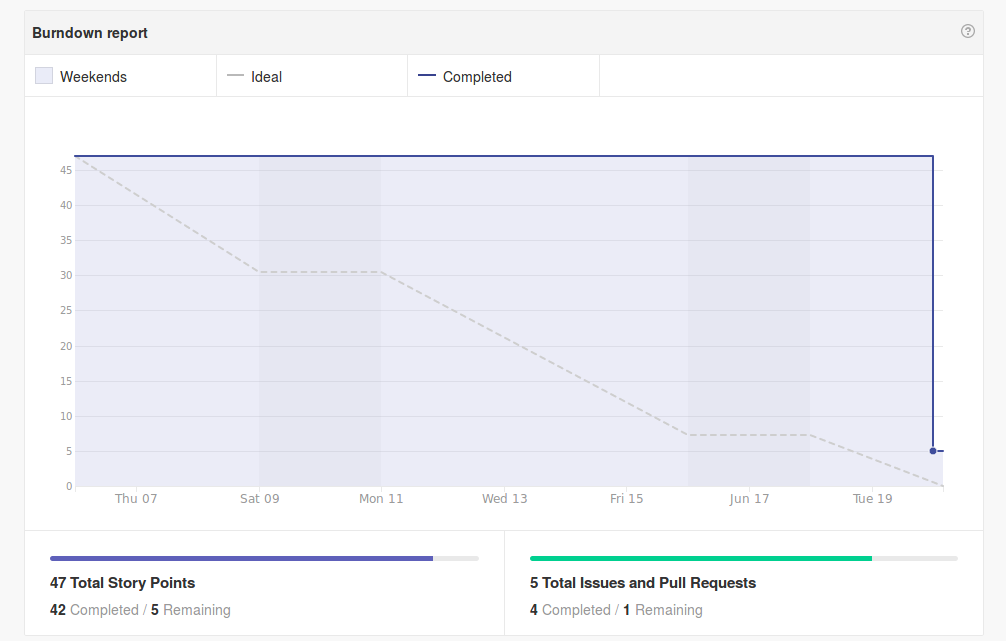 Burndown report
?
Weekends
Ideal
Completed
45
40
35
30
25
20
15
10
5
0
Thu 07
Sat 09
Mon 11
Wed 13
Fri 15
Jun 17
Tue 19
47 Total Story Points
42 Completed / 5 Remaining
5 Total Issues and Pull Requests
4 Completed / 1 Remaining